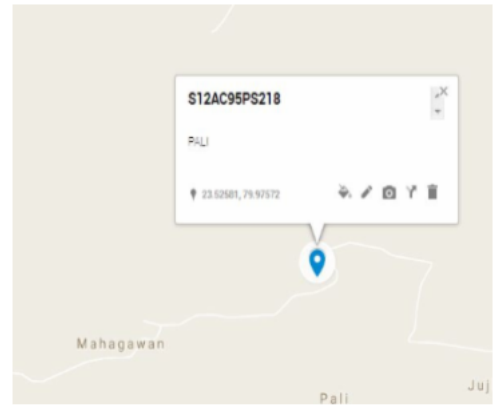 S12AC95PS218
PALI
23.52581, 79.97572
Mahagawan
Pali
Juj